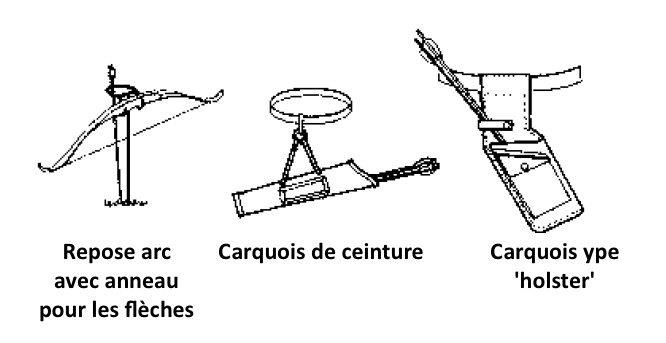 Repose arc
avec anneau
pour les flèches
Carquois de ceinture
Carquois ype
'holster'